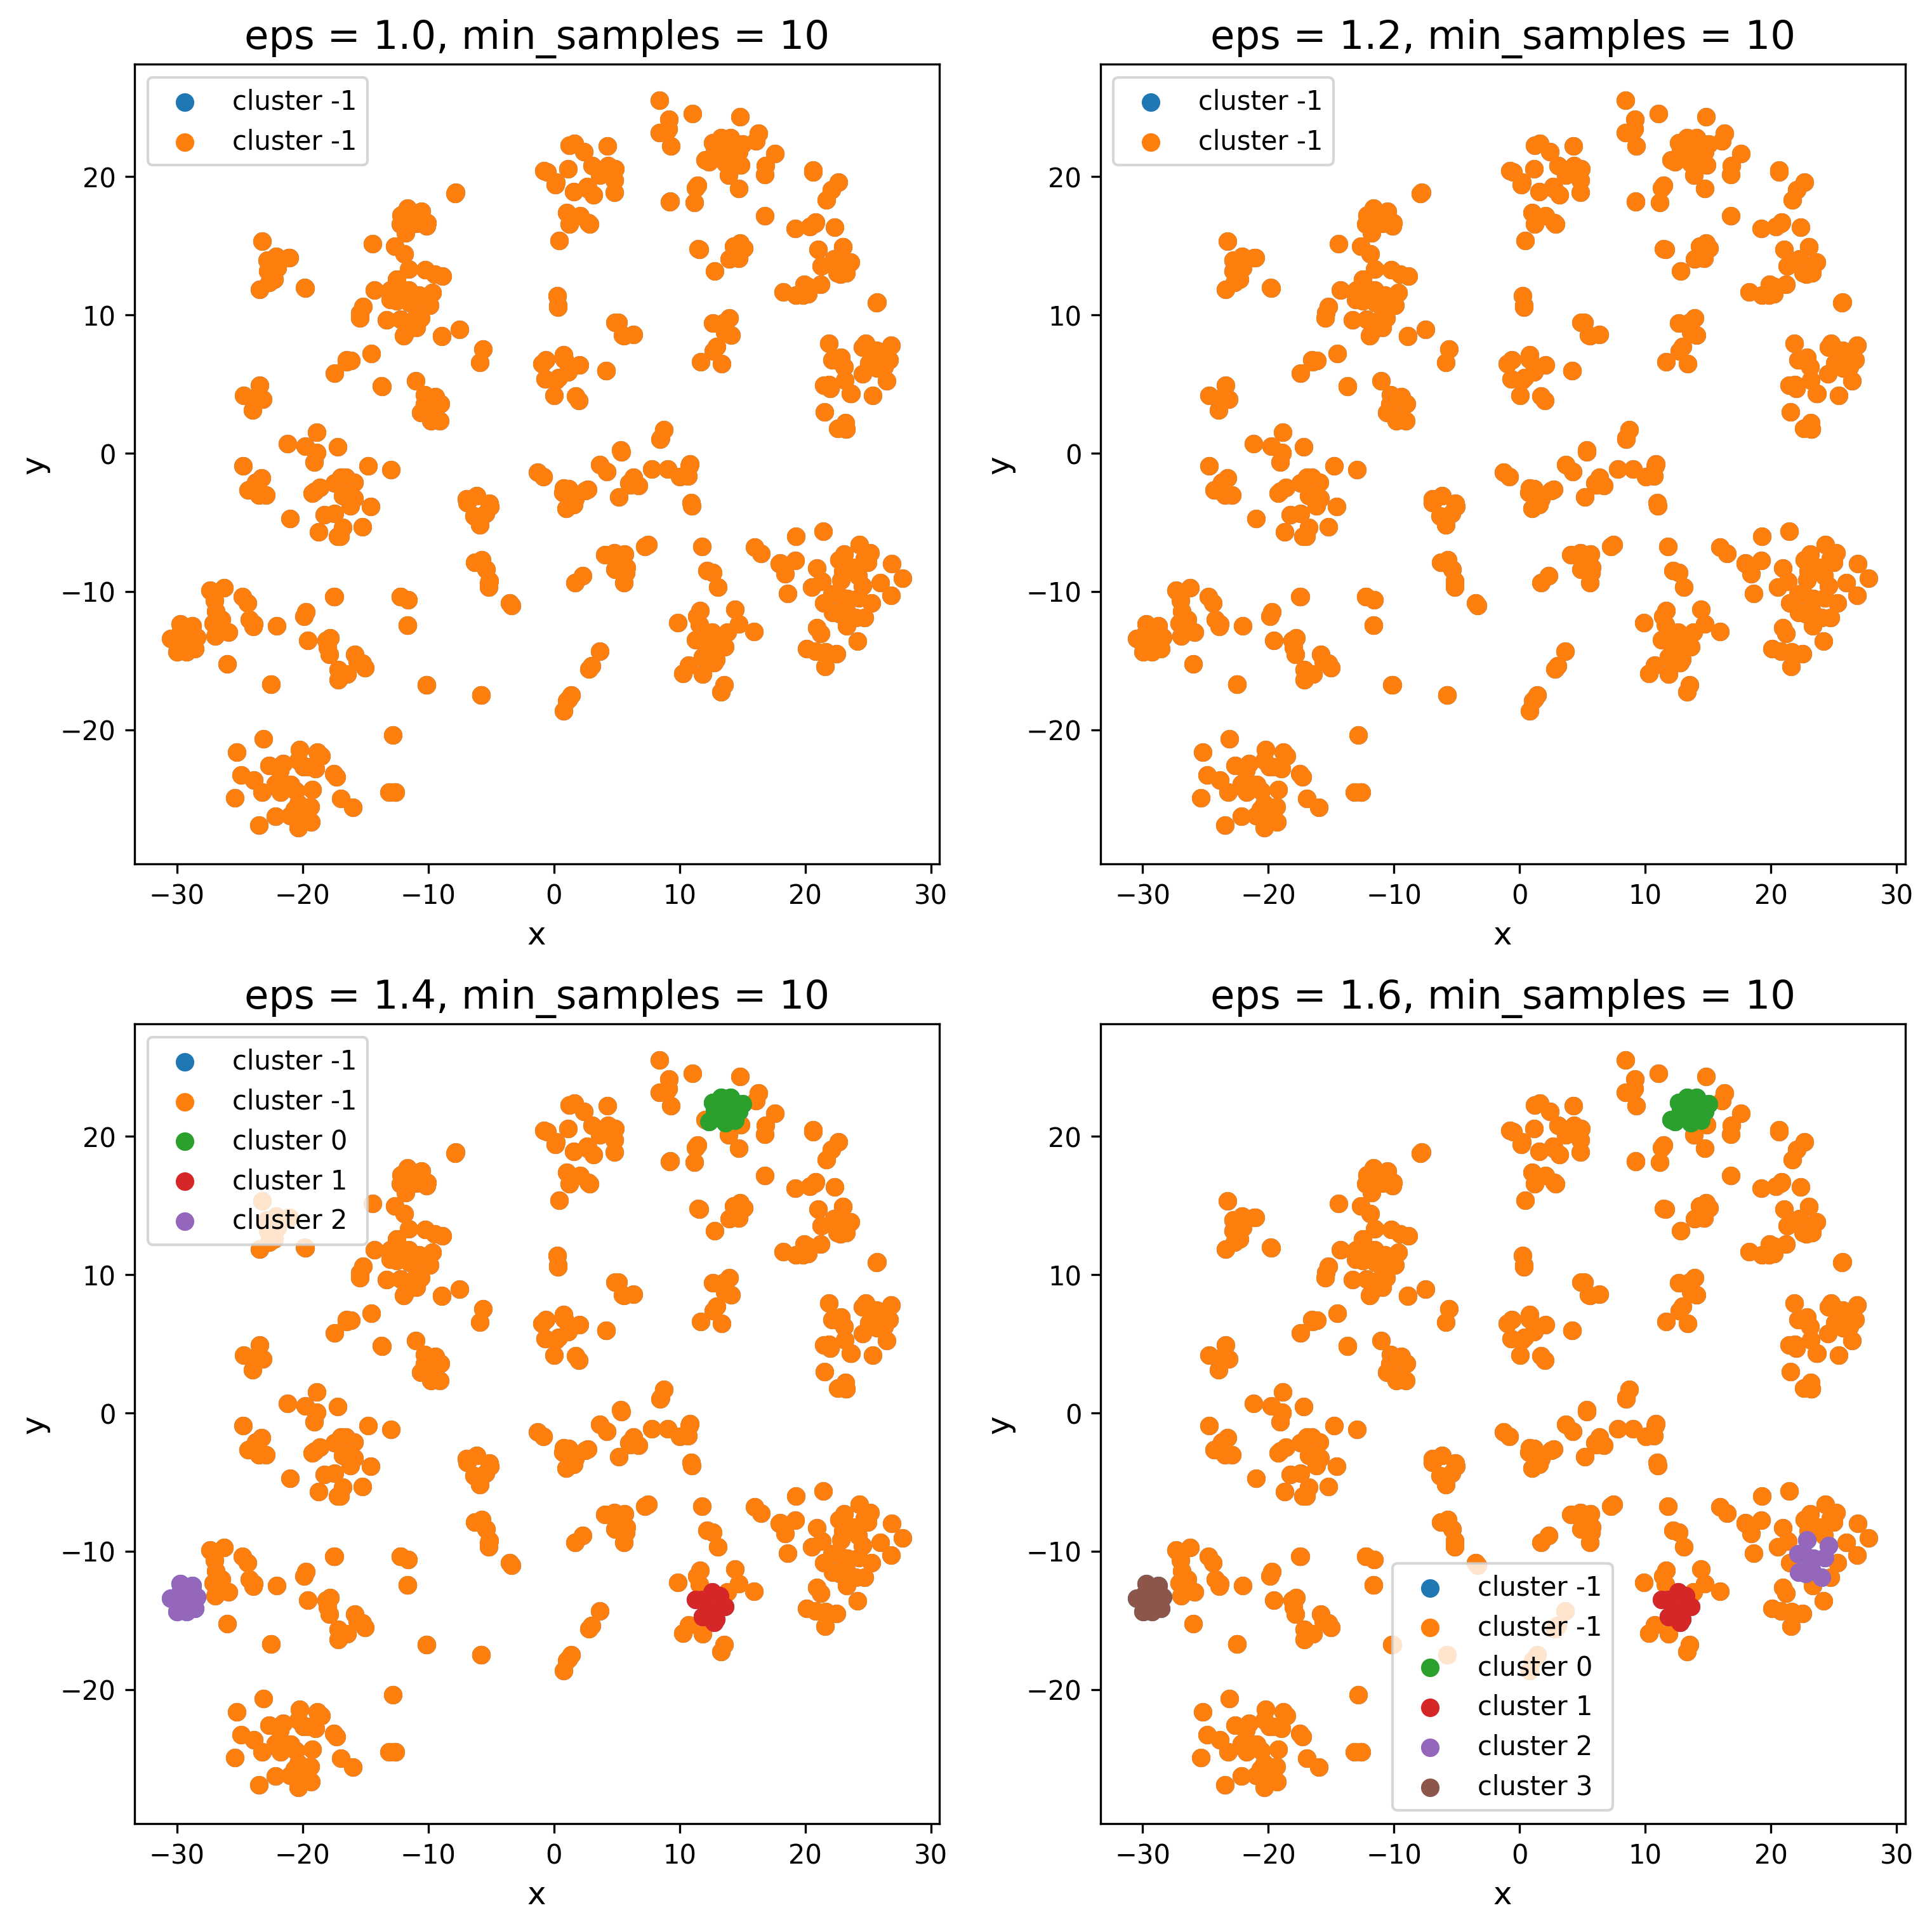 eps = 1.0, min_samples = 10
cluster -1
cluster -1
20
10
0
−10
−20
y
−30 −20 −10 0 10 20 30
x
eps = 1.2, min_samples = 10
cluster -1
cluster -1
20
10
0
−10
−20
y
−30 −20 −10 0 10 20 30
x
eps = 1.4, min_samples = 10
cluster -1
cluster -1
cluster 0
cluster 1
cluster 2
20
10
0
−10
−20
y
−30 −20 −10 0 10 20 30
x
eps = 1.6, min_samples = 10
20
10
0
−10
−20
y
cluster -1
cluster -1
cluster 0
cluster 1
cluster 2
cluster 3
−30 −20 −10 0 10 20 30
x